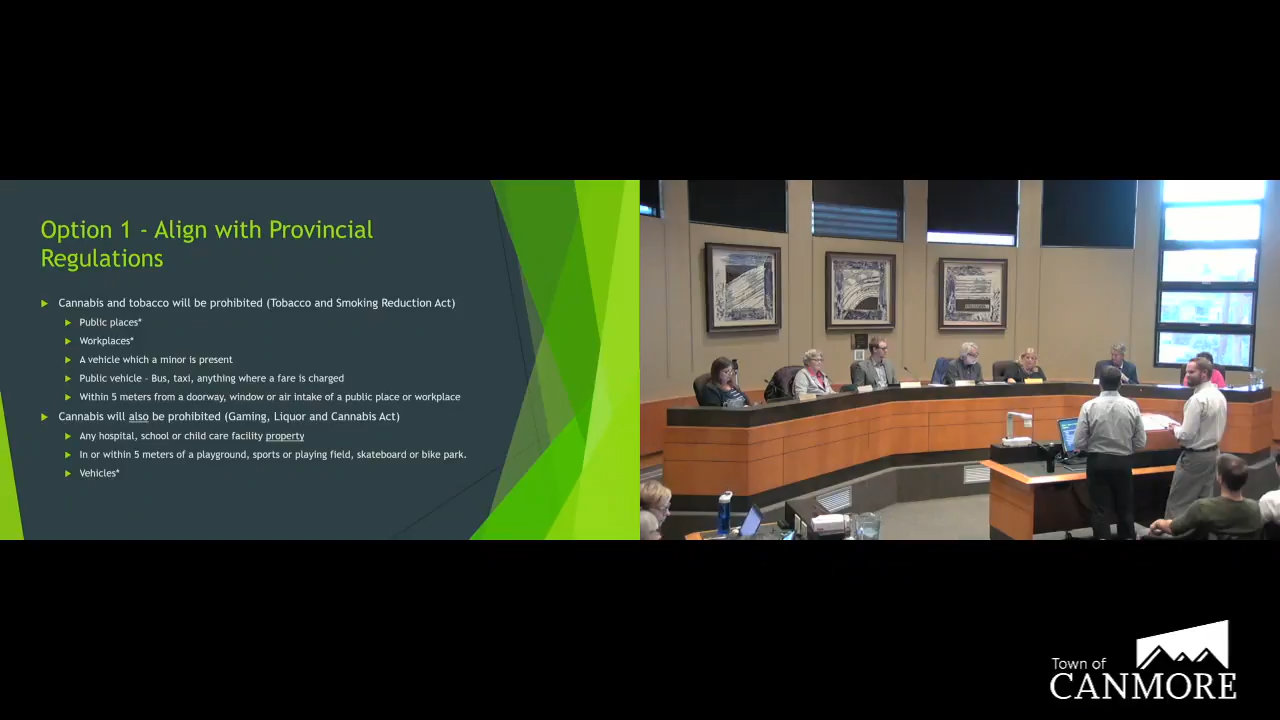 Option 1 - Align with Provincial
Regulations
Cannabis and tobacco will be prohibited (Tobacco and Smoking Reduction Act)
Public places*
Workplaces*
A vehicle which a minor is present
Public vehicle - Bus, taxi, anything where a fare is charged
Within 5 meters from a doorway, window or air intake of a public place or workplace
Cannabis will also be prohibited (Gaming, Liquor and Cannabis Act)
Any hospital, school or child care facility property
In or within 5 meters of a playground, sports or playing field, skateboard or bike park.
Vehicles*
Town of
CANMORE